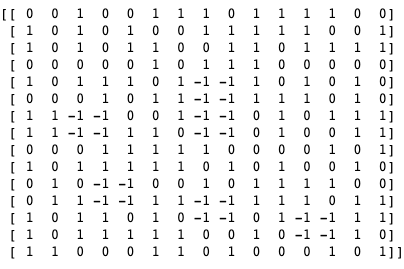 [[ 0 0 1 0 0 1 1 1 0 1 1 1 1 0 0]
[ 1 0 1 0 1 0 0 1 1 1 1 1 0 0 1]
[ 1 0 1 0 1 1 0 0 1 1 0 1 1 1 1]
[ 0 0 0 0 0 1 0 1 1 1 0 0 0 0 0]
[ 1 0 1 1 1 0 1 -1 -1 1 0 1 0 1 0]
[ 0 0 0 1 0 1 1 -1 -1 1 1 1 0 1 0]
[ 1 1 -1 -1 0 0 1 -1 -1 0 1 0 1 1 1]
[ 1 1 -1 -1 1 1 0 -1 -1 0 1 0 0 1 1]
[ 0 0 0 1 1 1 1 1 0 0 0 0 1 0 1]
[ 1 0 1 1 1 1 1 0 1 0 1 0 0 1 0]
[ 0 1 0 -1 -1 0 0 1 0 1 1 1 1 0 0]
[ 0 1 1 -1 -1 1 1 -1 -1 1 1 1 0 1 1]
[ 1 0 1 1 0 1 0 -1 -1 0 1 -1 -1 1 1]
[ 1 0 1 1 1 1 1 0 0 1 0 -1 -1 1 0]
[ 1 1 0 0 0 1 1 0 1 0 0 0 1 0 1]]